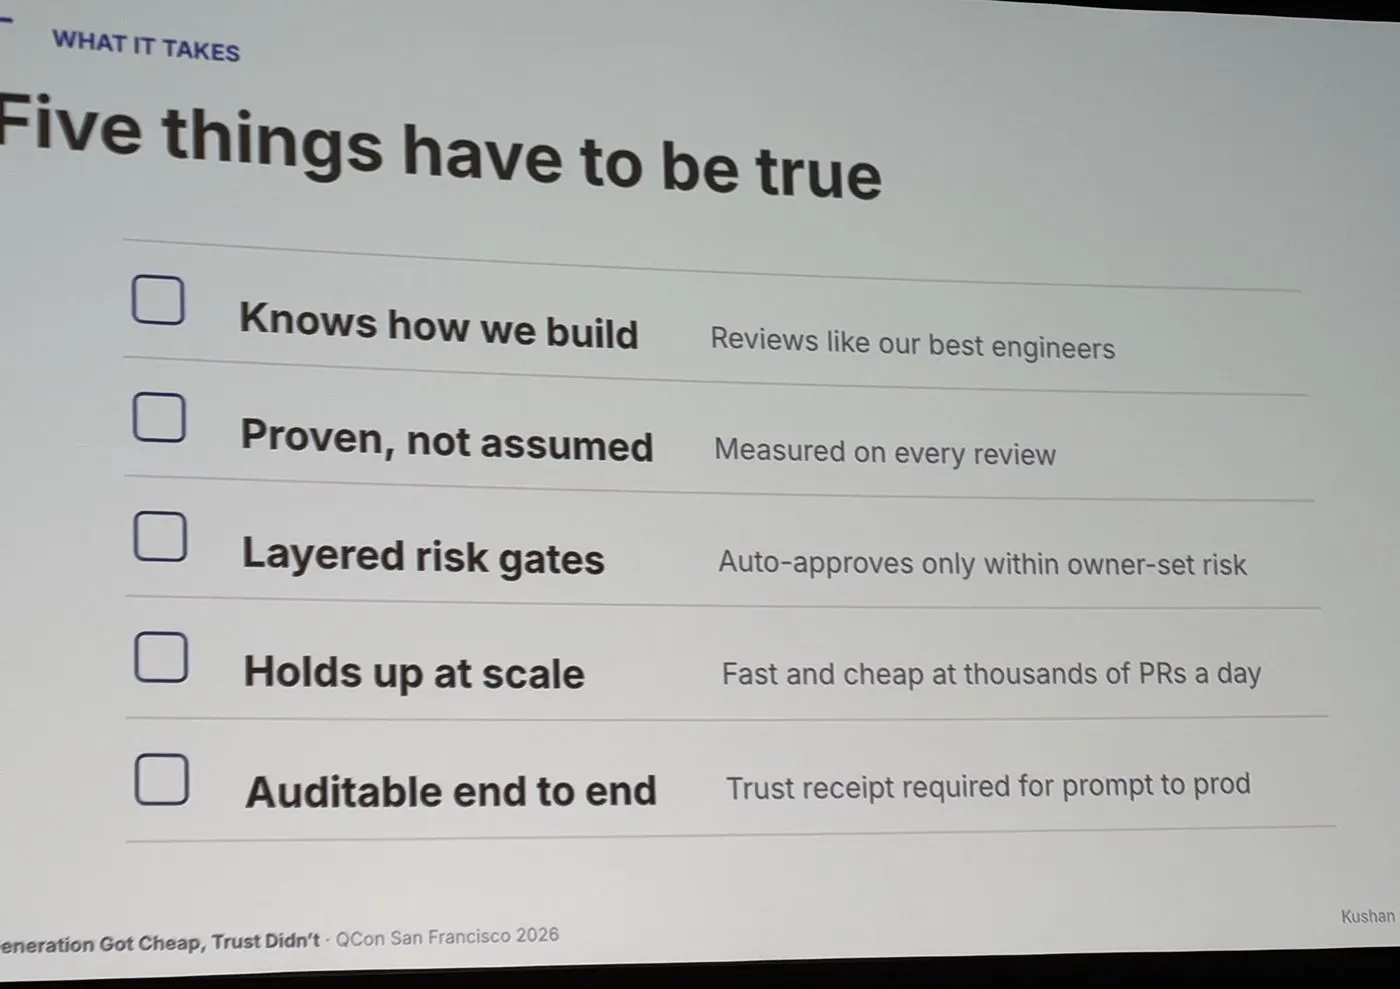 WHAT IT TAKES
Five things have to be true
Knows how we build Reviews like our best engineers
Proven, not assumed Measured on every review
Layered risk gates Auto-approves only within owner-set risk
Holds up at scale Fast and cheap at thousands of PRs a day
Auditable end to end Trust receipt required for prompt to prod
eneration Got Cheap, Trust Didn't · QCon San Francisco 2026
Kushan